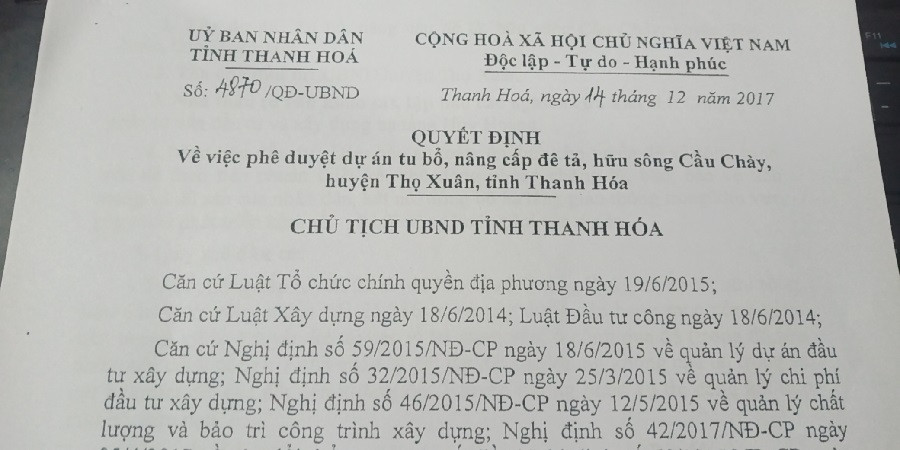 UỶ BAN NHÂN DÂN
TỈNH THANH HOÁ
CỘNG HOÀ XÃ HỘI CHỦ NGHĨA VIỆT NAM
Độc lập - Tự do - Hạnh phúc
Số: 4870/QĐ-UBND
Thanh Hoá, ngày 14 tháng 12 năm 2017
QUYẾT ĐỊNH
Về việc phê duyệt dự án tu bổ, nâng cấp đê tả, hữu sông Cầu Chày,
huyện Thọ Xuân, tỉnh Thanh Hóa
CHỦ TỊCH UBND TỈNH THANH HÓA
Căn cứ Luật Tổ chức chính quyền địa phương ngày 19/6/2015;
Căn cứ Luật Xây dựng ngày 18/6/2014; Luật Đầu tư công ngày 18/6/2014;
Căn cứ Nghị định số 59/2015/NĐ-CP ngày 18/6/2015 về quản lý dự án đầu
tư xây dựng; Nghị định số 32/2015/NĐ-CP ngày 25/3/2015 về quản lý chi phí
đầu tư xây dựng; Nghị định số 46/2015/NĐ-CP ngày 12/5/2015 về quản lý chất
lượng và bảo trì công trình xây dựng; Nghị định số 42/2017/NĐ-CP ngày
F11